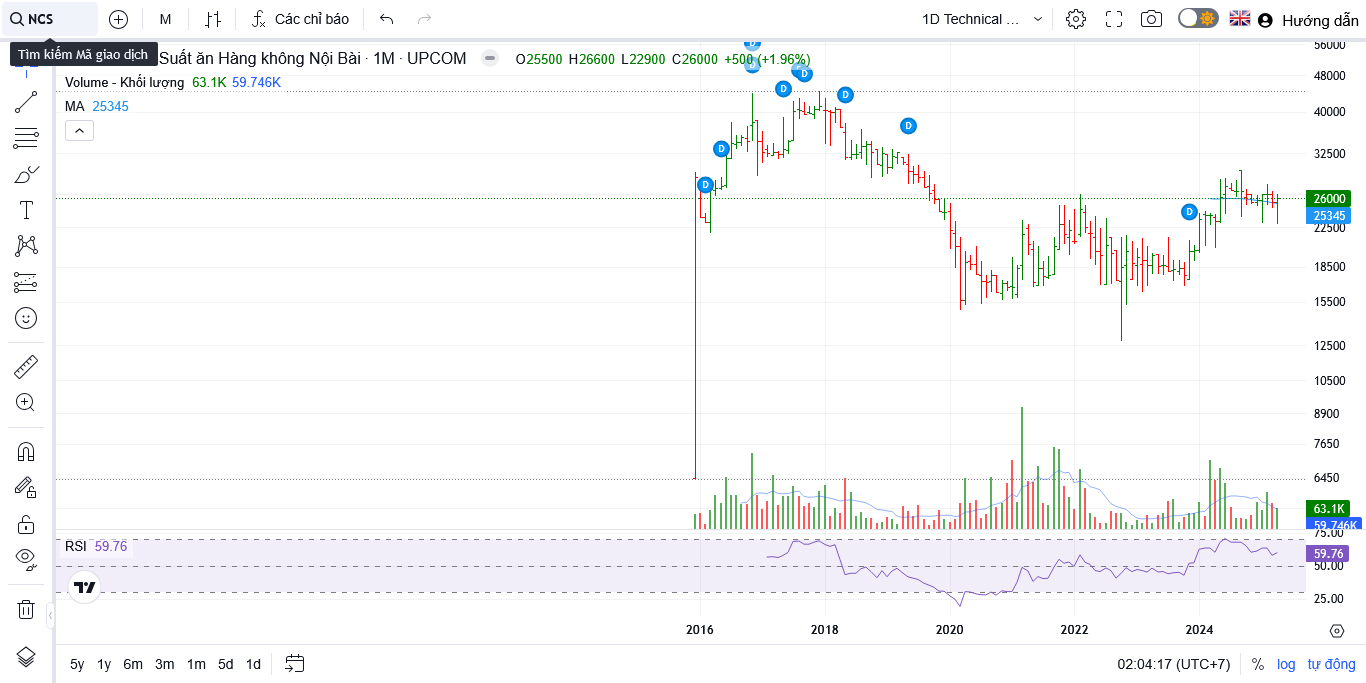 NCS
M
Các chỉ báo
1D Technical ...
Hướng dẫn
Tìm kiếm Mã giao dịch
Suất ăn Hàng không Nội Bài · 1M · UPCOM
O25500 H26600 L22900 C26000 +500 (+1.96%)
Volume - Khối lượng 63.1K 59.746K
MA 25345
D
D
D
D
D
D
D
D
D
56000
48000
40000
32500
26000
25345
22500
18500
15500
12500
10500
8900
7650
6450
63.1K
59.746K
75.00
RSI 59.76
59.76
50.00
25.00
2016 2018 2020 2022 2024
5y 1y 6m 3m 1m 5d 1d
02:04:17 (UTC+7) % log tự động